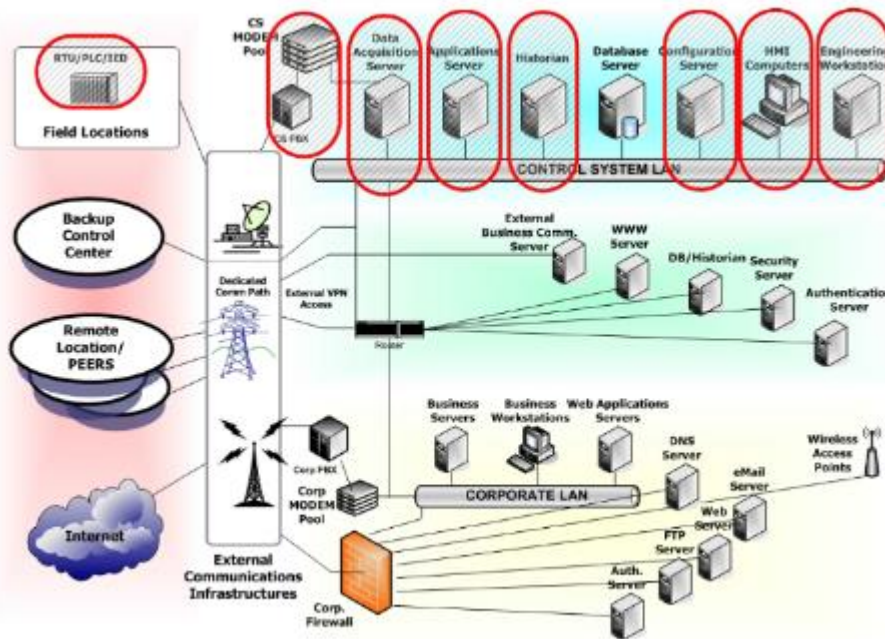 CS
MODEM
Pool
Data
Acquisition
Server
Applications
Server
Historian
Database
Server
Configuration
Server
HMI
Computers
Engineering
Workstation
RTU/PLC/IED
Field Locations
CS PBX
CONTROL SYSTEM LAN
Backup
Control
Center
External
Business Comm.
Server
WWW
Server
DB/Historian
Security
Server
Authentication
Server
Dedicated
Comm Path
External VPN
Access
Remote
Location/
PEERS
Router
Business
Servers
Business
Workstations
Web Applications
Servers
DNS
Server
eMail
Server
Wireless
Access
Points
Corp PBX
Corp
MODEM
Pool
CORPORATE LAN
Web
Server
FTP
Server
Auth.
Server
Internet
External
Communications
Infrastructures
Corp.
Firewall